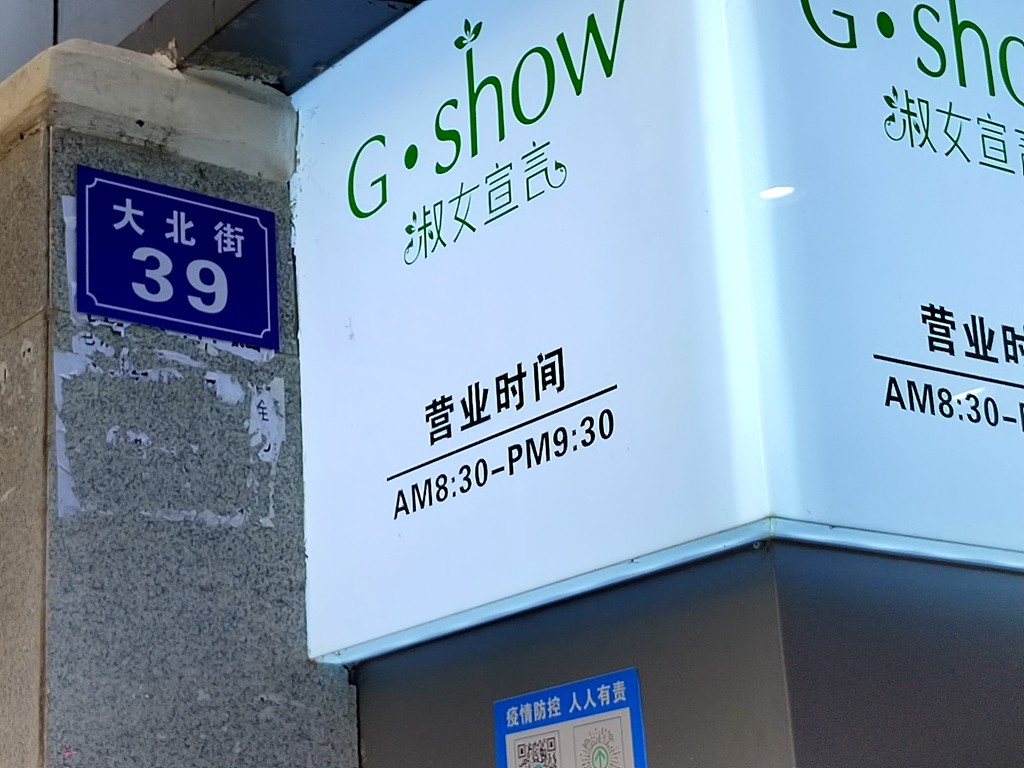 大北街
39
G·show
淑女宣言
营业时间
AM8:30-PM9:30
G·sho
淑女宣
营业时
AM8:30-
疫情防控 人人有责